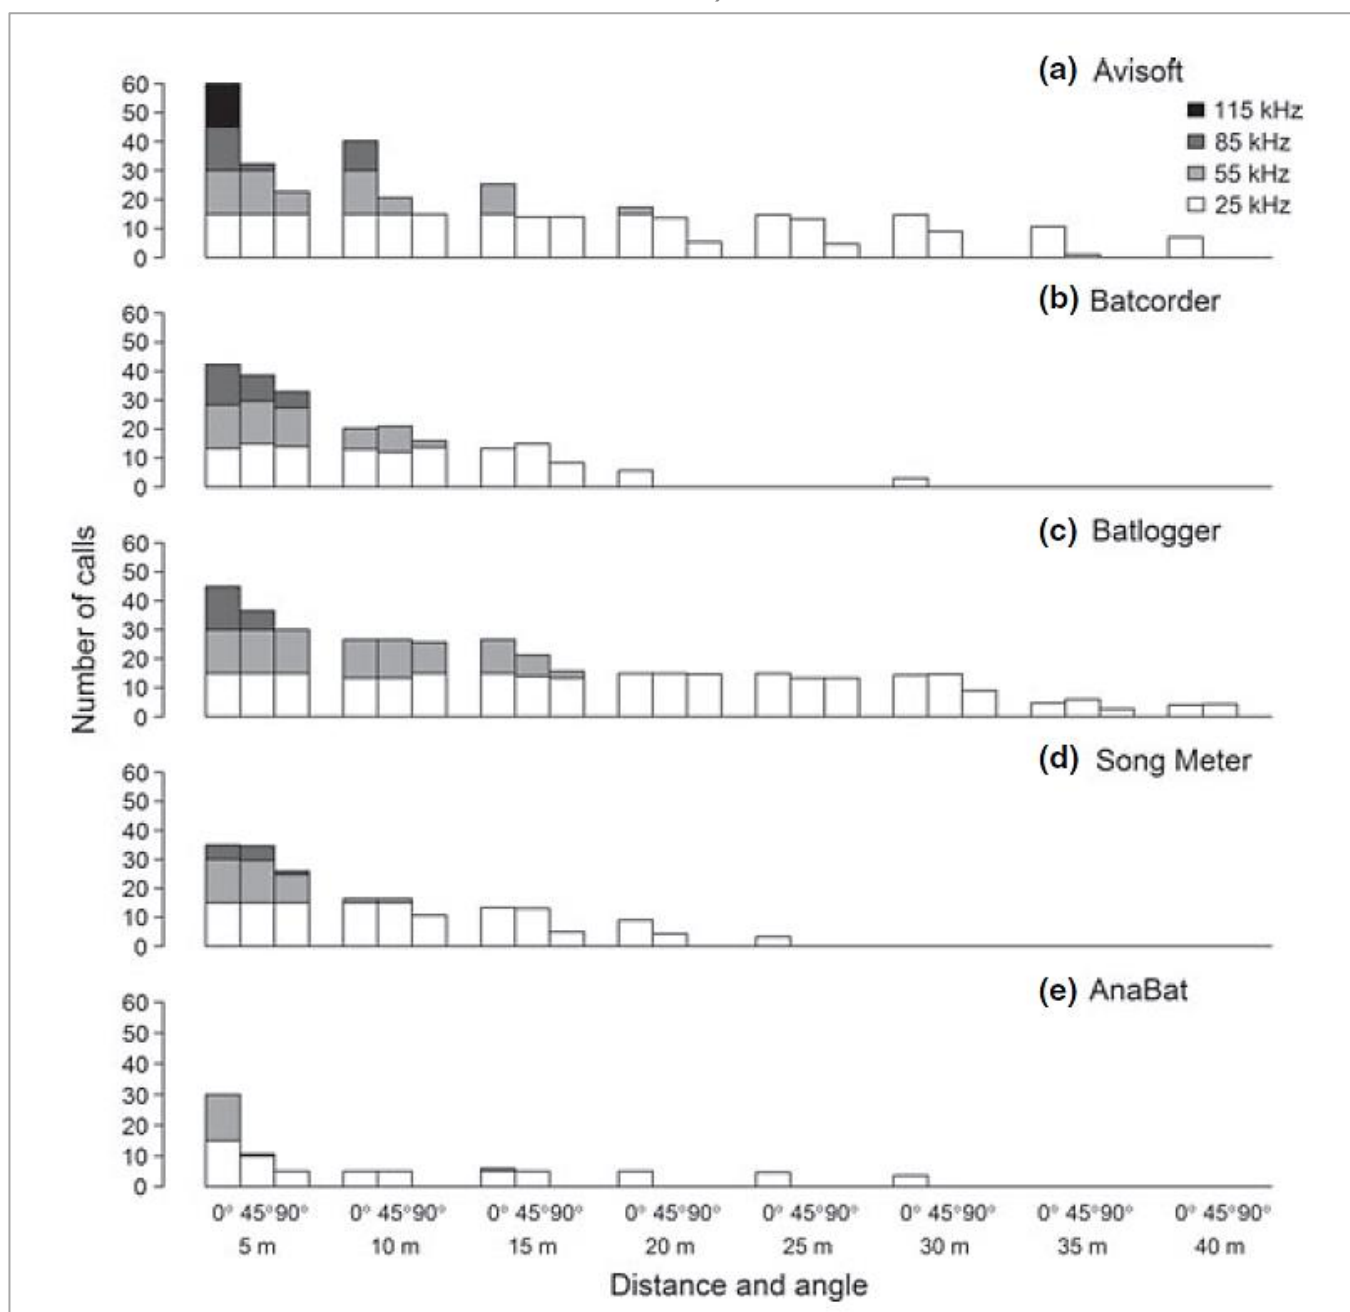 (a) Avisoft
115 kHz
85 kHz
55 kHz
25 kHz
60
50
40
30
20
10
0
(b) Batcorder
60
50
40
30
20
10
0
(c) Batlogger
60
50
40
30
20
10
0
Number of calls
(d) Song Meter
60
50
40
30
20
10
0
(e) AnaBat
60
50
40
30
20
10
0
0° 45°90° 0° 45°90° 0° 45°90° 0° 45°90° 0° 45°90° 0° 45°90° 0° 45°90° 0° 45°90°
5 m 10 m 15 m 20 m 25 m 30 m 35 m 40 m
Distance and angle